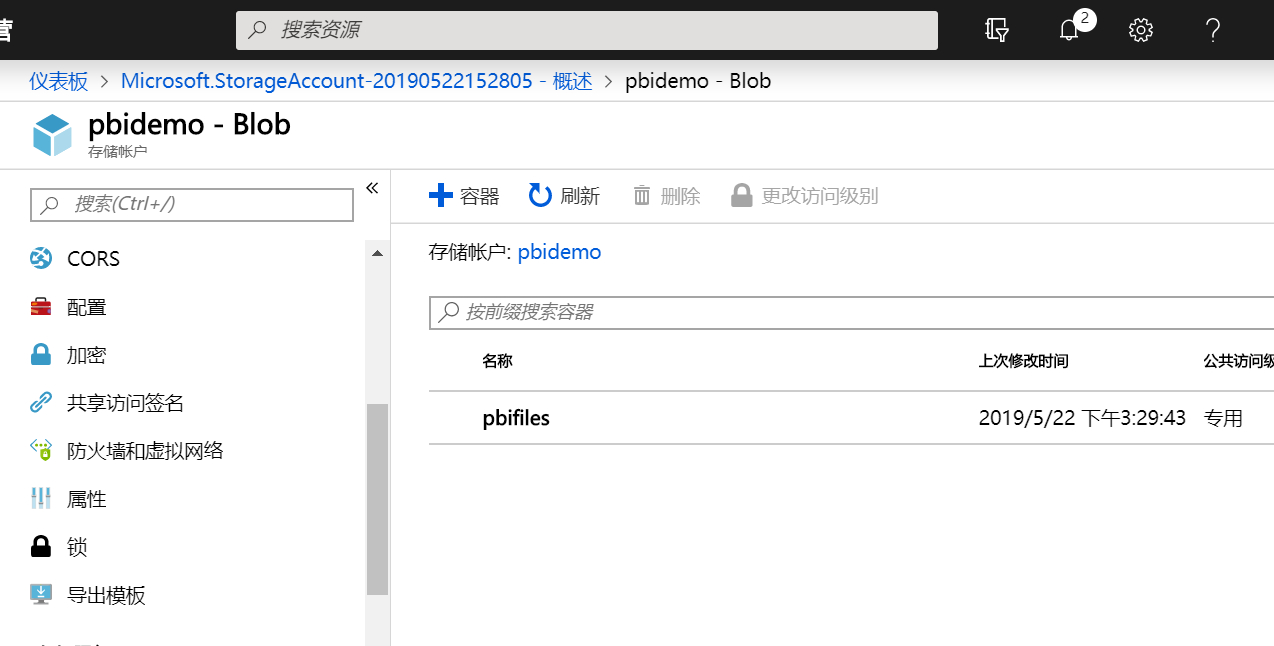 营
搜索资源
2
仪表板 > Microsoft.StorageAccount-20190522152805 - 概述 > pbidemo - Blob
pbidemo - Blob
存储帐户
搜索(Ctrl+/)
«
容器
刷新
删除
更改访问级别
CORS
配置
加密
共享访问签名
防火墙和虚拟网络
属性
锁
导出模板
存储帐户: pbidemo
按前缀搜索容器
名称 上次修改时间 公共访问级
pbifiles 2019/5/22 下午3:29:43 专用